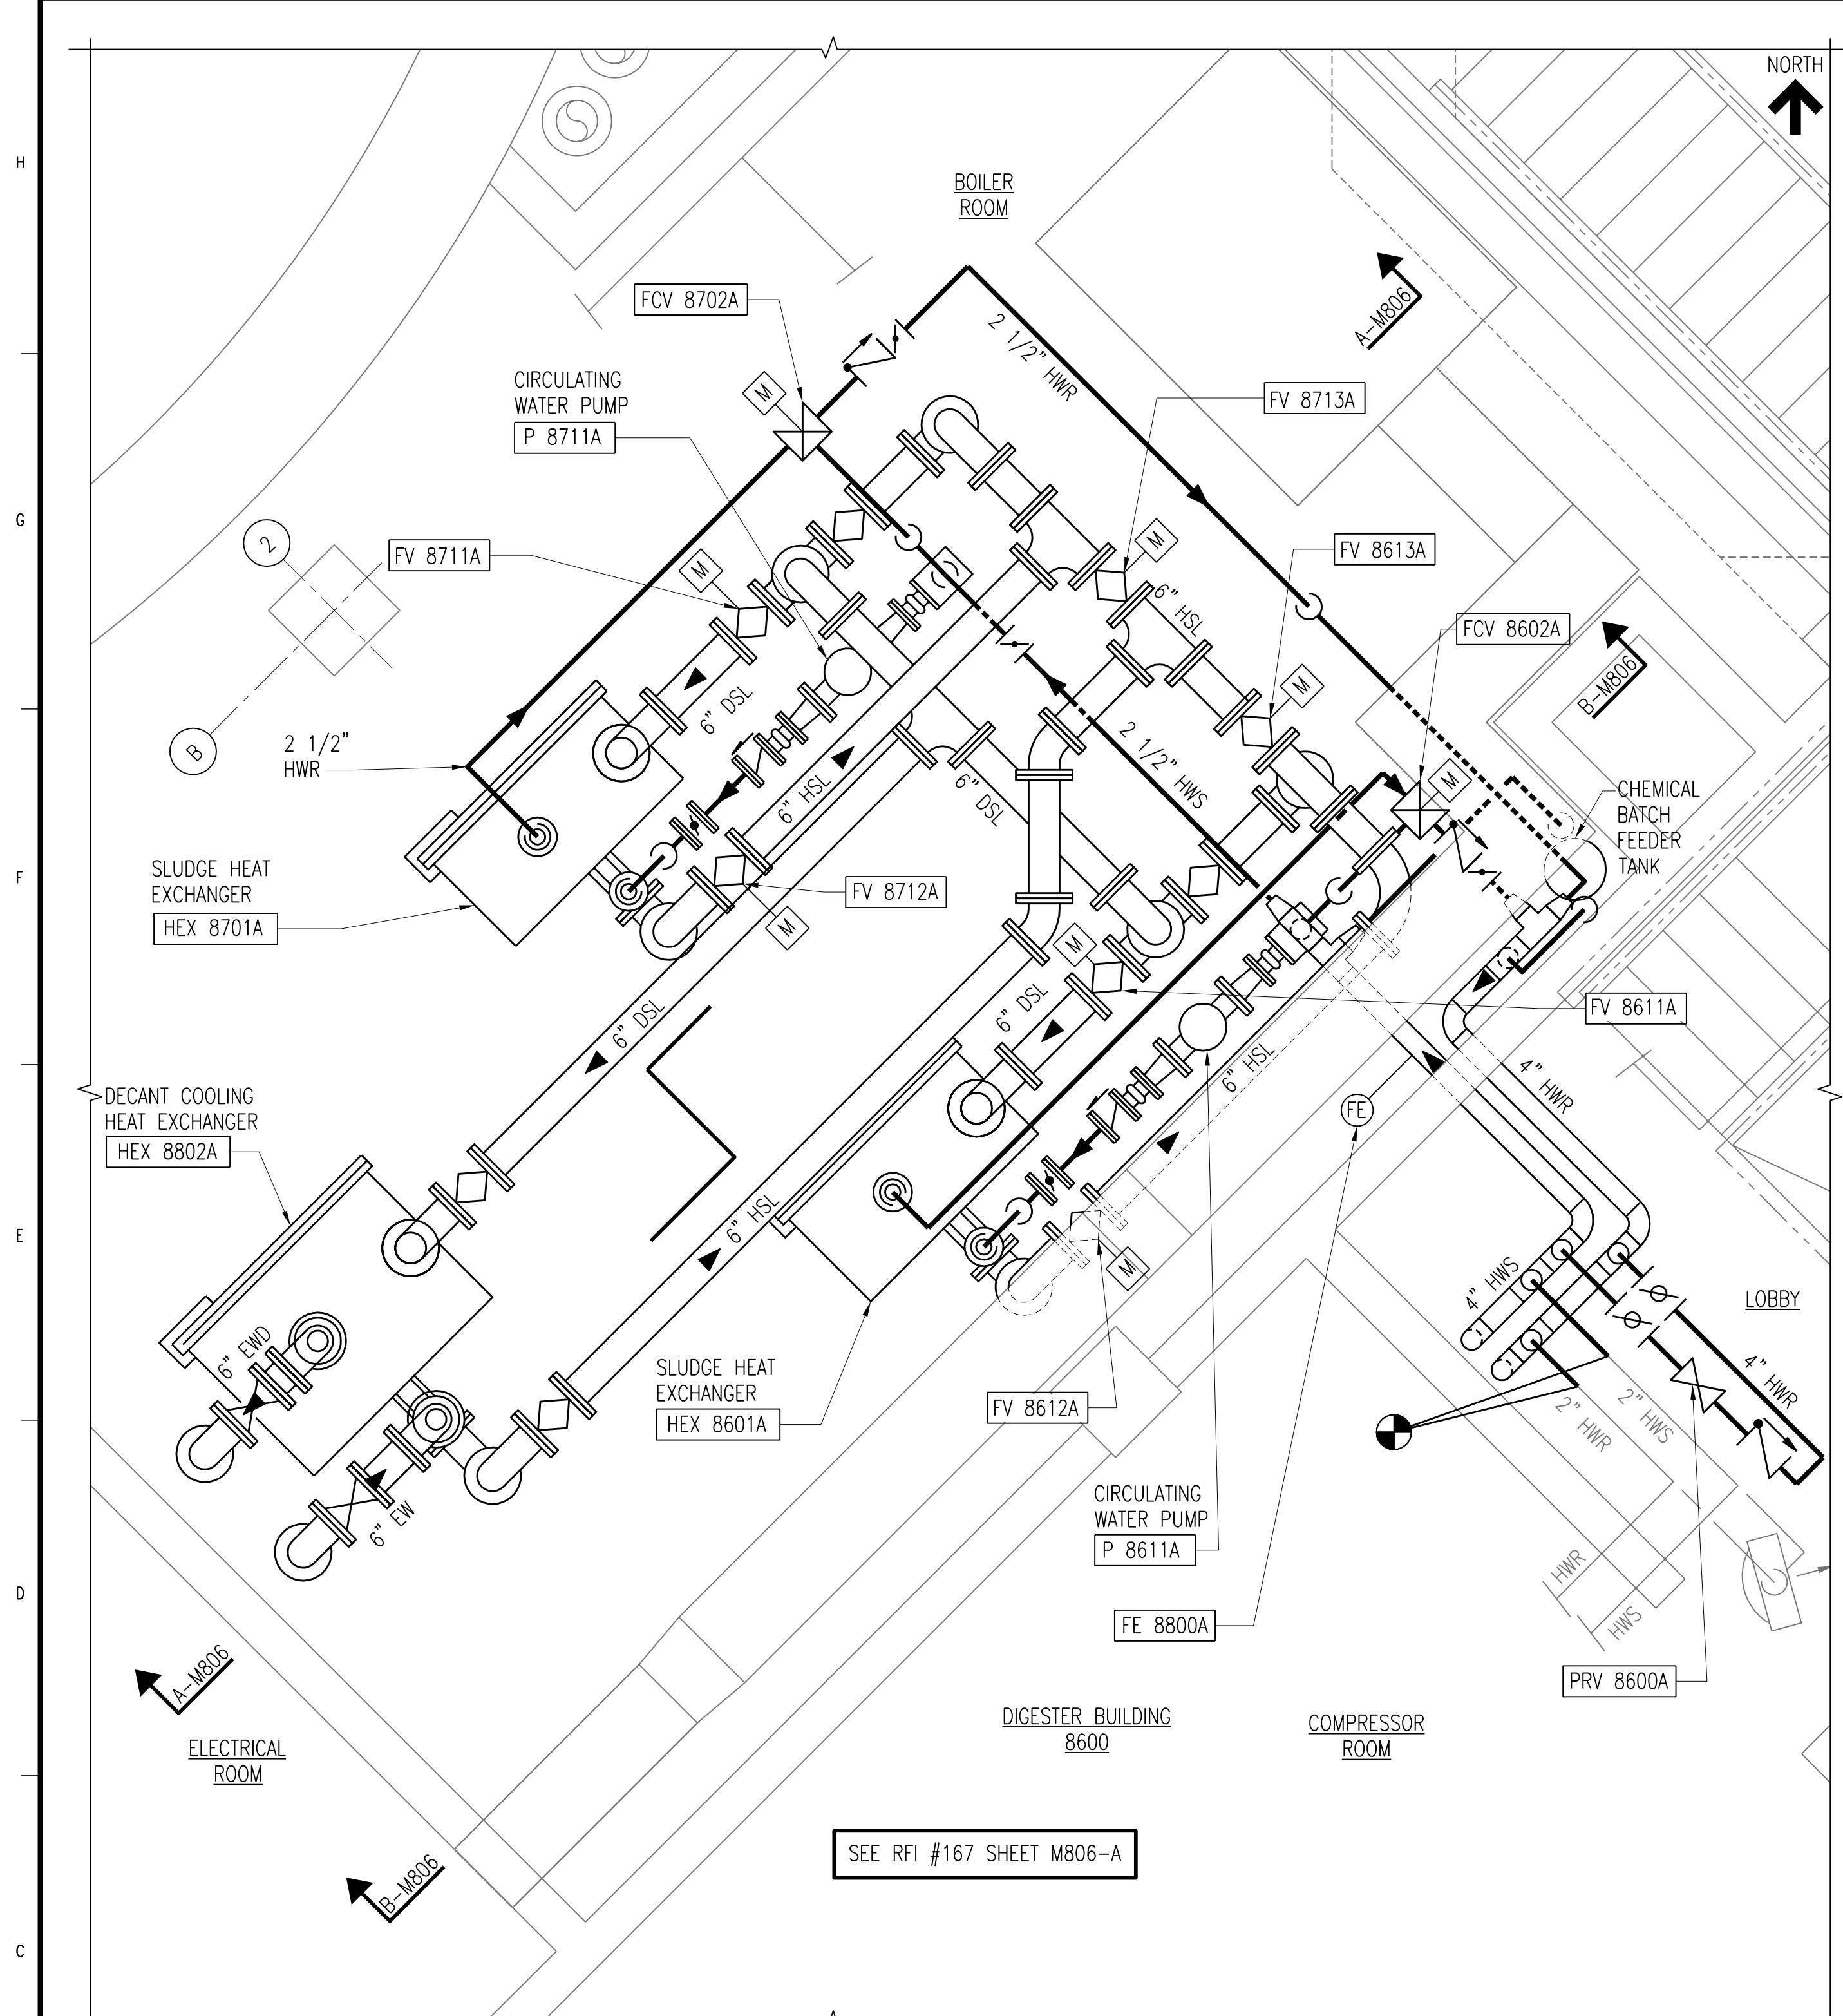 NORTH
H
BOILER
ROOM
A-M806
FCV 8702A
2 1/2" HWR
CIRCULATING
WATER PUMP
P 8711A
M
FV 8713A
M
G
2
FV 8711A
M
FV 8613A
6" HSL
FCV 8602A
M
B-M806
6" DSL
B
2 1/2"
HWR
2 1/2" HWS
6" HSL
6" DSL
M
CHEMICAL
BATCH
FEEDER
TANK
F
SLUDGE HEAT
EXCHANGER
HEX 8701A
FV 8712A
M
M
6" DSL
FV 8611A
6" DSL
6" HSL
4" HWR
DECANT COOLING
HEAT EXCHANGER
HEX 8802A
FE
E
6" HSL
M
4" HWS
LOBBY
6" EWD
SLUDGE HEAT
EXCHANGER
HEX 8601A
FV 8612A
4" HWR
2" HWR
2" HWS
6" EW
CIRCULATING
WATER PUMP
P 8611A
D
HWR
HWS
FE 8800A
A-M806
PRV 8600A
DIGESTER BUILDING
8600
COMPRESSOR
ROOM
ELECTRICAL
ROOM
SEE RFI #167 SHEET M806-A
B-M806
C